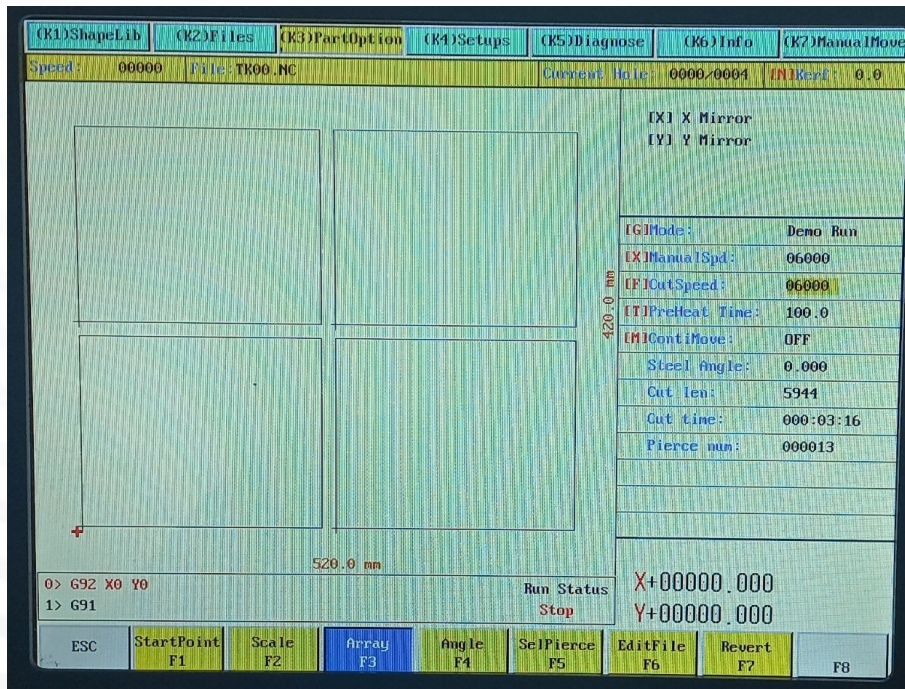 (K1)ShapeLib (K2)Files (K3)PartOption (K4)Setups (K5)Diagnose (K6)Info (K7)ManualMove
Speed: 00000 File:TK00.NC Current Hole: 0000/0004 [N]Kerf: 0.0
[X] X Mirror
[Y] Y Mirror
[G]Mode: Demo Run
[X]ManualSpd: 06000
[F]CutSpeed: 06000
[T]PreHeat Time: 100.0
[M]ContiMove: OFF
Steel Angle: 0.000
Cut len: 5944
Cut time: 000:03:16
Pierce num: 000013
420.0 mm
520.0 mm
0> G92 X0 Y0
1> G91
Run Status
Stop
X+00000.000
Y+00000.000
ESC StartPoint Scale Array Angle SelPierce EditFile Revert
F1 F2 F3 F4 F5 F6 F7 F8